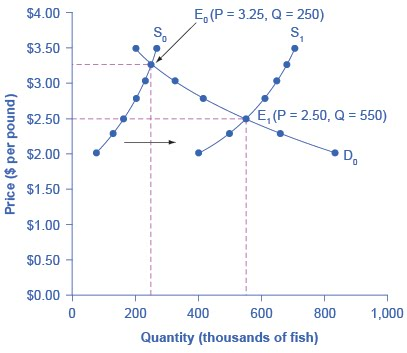 E₀ (P = 3.25, Q = 250)
$4.00
S₀
S₁
$3.50
$3.00
$2.50
E₁ (P = 2.50, Q = 550)
$2.00
D₀
$1.50
$1.00
$0.50
$0.00
Price ($ per pound)
0 200 400 600 800 1,000
Quantity (thousands of fish)